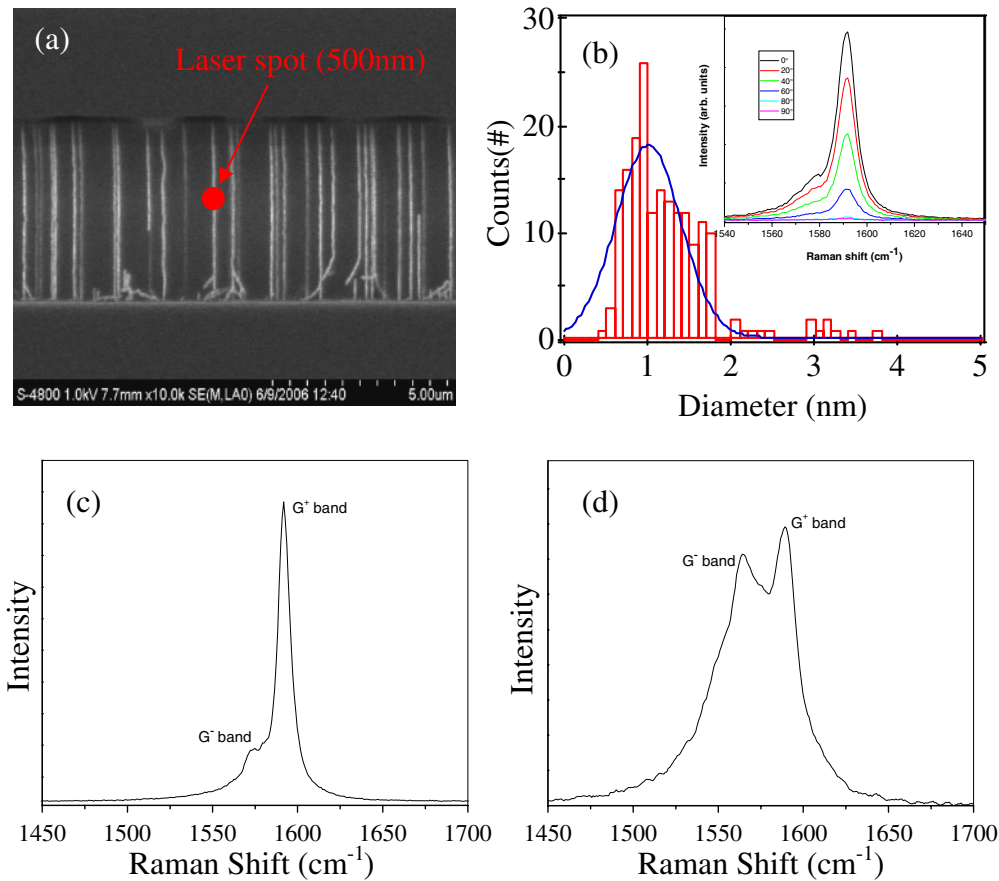 (a)
Laser spot (500nm)
S-4800 1.0kV 7.7mm x10.0k SE(M,LA0) 6/9/2006 12:40 5.00um
(b)
30
20
10
0
Counts(#)
0 1 2 3 4 5
Diameter (nm)
Intensity (arb. units)
0°
20°
40°
60°
80°
90°
1540 1560 1580 1600 1620 1640
Raman shift (cm⁻¹)
(c)
G⁺ band
G⁻ band
Intensity
1450 1500 1550 1600 1650 1700
Raman Shift (cm⁻¹)
(d)
G⁺ band
G⁻ band
Intensity
1450 1500 1550 1600 1650 1700
Raman Shift (cm⁻¹)